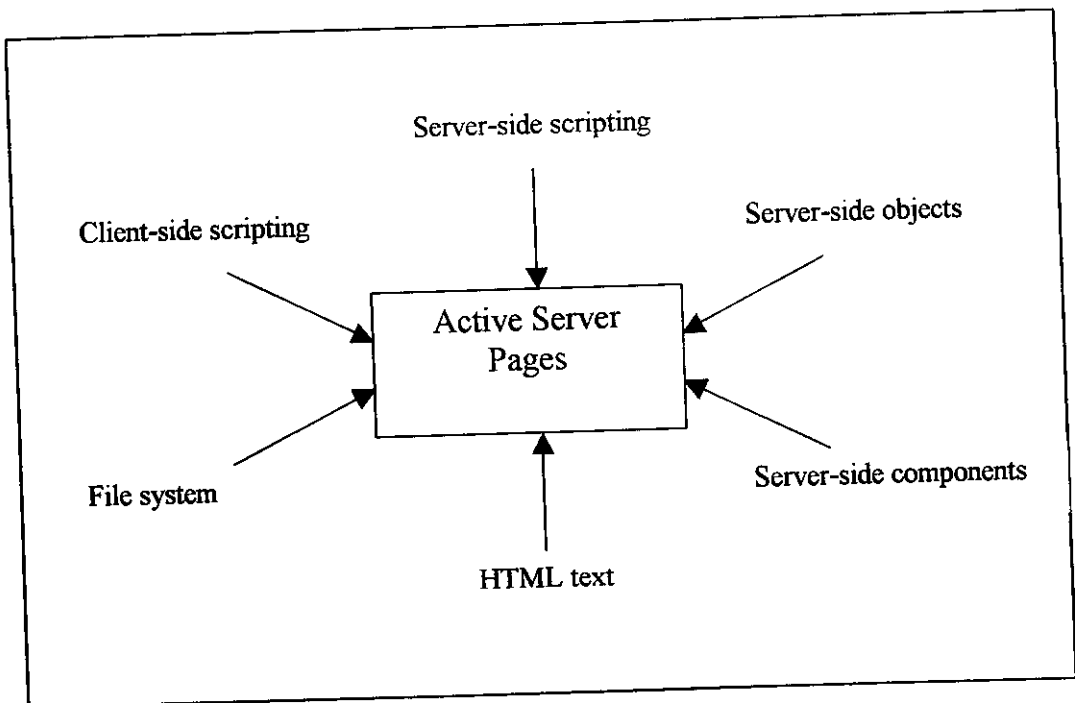 Server-side scripting
Client-side scripting
Server-side objects
Active Server
Pages
File system
Server-side components
HTML text